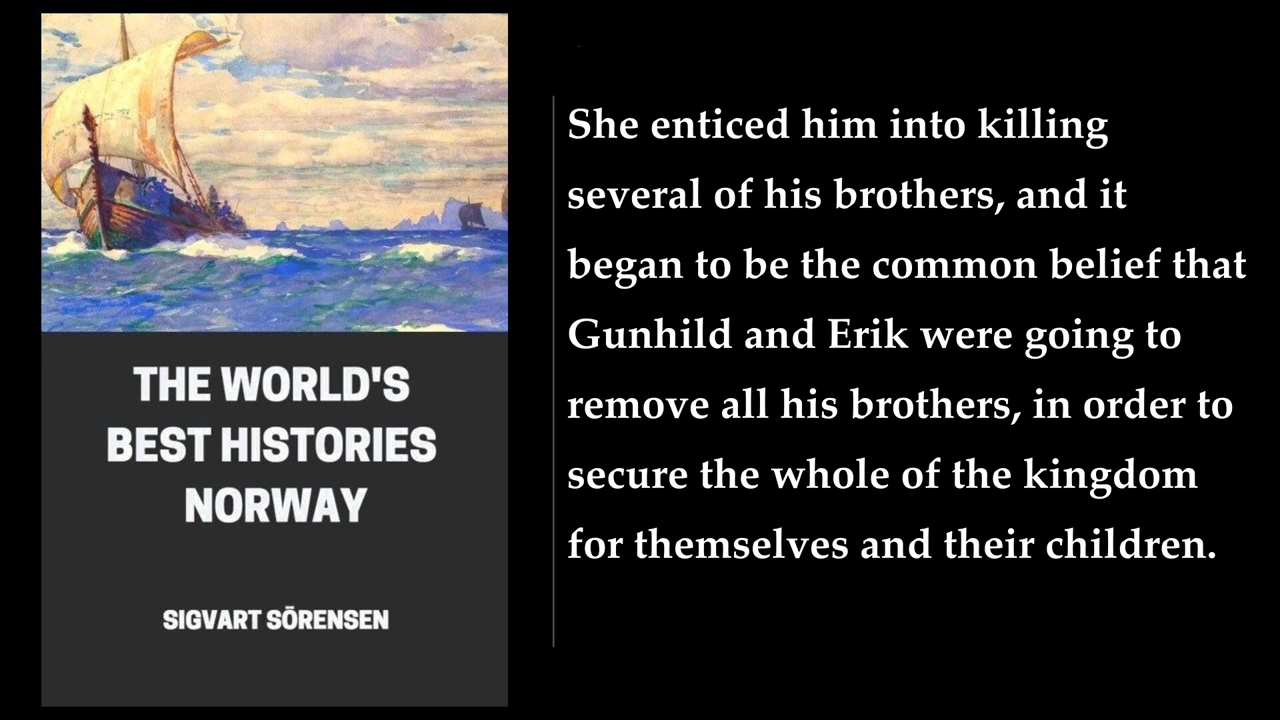 THE WORLD'S
BEST HISTORIES
NORWAY
SIGVART SÖRENSEN
She enticed him into killing
several of his brothers, and it
began to be the common belief that
Gunhild and Erik were going to
remove all his brothers, in order to
secure the whole of the kingdom
for themselves and their children.